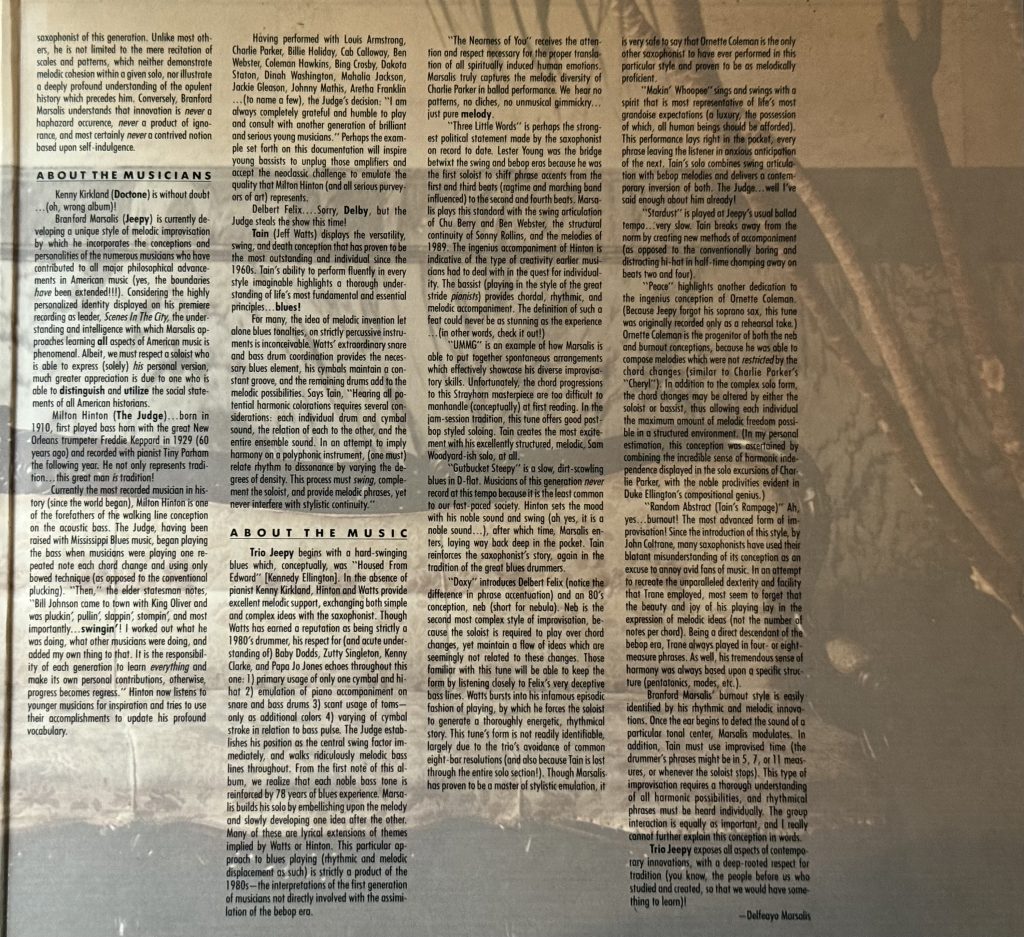 saxophonist of this generation. Unlike most oth-
ers, he is not limited to the mere recitation of
scales and patterns, which neither demonstrate
melodic cohesion within a given solo, nor illustrate
a deeply profound understanding of the opulent
history which precedes him. Conversely, Branford
Marsalis understands that innovation is never a
haphazard occurence, never a product of igno-
rance, and most certainly never a contrived notion
based upon self-indulgence.
ABOUT THE MUSICIANS
Kenny Kirkland (Doctone) is without doubt
...(oh, wrong album)!
Branford Marsalis (Jeepy) is currently de-
veloping a unique style of melodic improvisation
by which he incorporates the conceptions and
personalities of the numerous musicians who have
contributed to all major philosophical advance-
ments in American music (yes, the boundaries
have been extended!!!). Considering the highly
personalized identity displayed on his premiere
recording as leader, Scenes In The City, the under-
standing and intelligence with which Marsalis ap-
proaches learning all aspects of American music is
phenomenal. Albeit, we must respect a soloist who
is able to express (solely) his personal version,
much greater appreciation is due to one who is
able to distinguish and utilize the social state-
ments of all American historians.
Milton Hinton (The Judge)...born in
1910, first played bass horn with the great New
Orleans trumpeter Freddie Keppard in 1929 (60
years ago) and recorded with pianist Tiny Parham
the following year. He not only represents tradi-
tion...this great man is tradition!
Currently the most recorded musician in his-
tory (since the world began), Milton Hinton is one
of the forefathers of the walking line conception
on the acoustic bass. The Judge, having been
raised with Mississippi Blues music, began playing
the bass when musicians were playing one re-
peated note each chord change and using only
bowed technique (as opposed to the conventional
plucking). "Then," the elder statesman notes,
"Bill Johnson came to town with King Oliver and
was pluckin', pullin', slappin', stompin', and most
importantly...swingin'! I worked out what he
was doing, what other musicians were doing, and
added my own thing to that. It is the responsibil-
ity of each generation to learn everything and
make its own personal contributions, otherwise,
progress becomes regress." Hinton now listens to
younger musicians for inspiration and tries to use
their accomplishments to update his profound
vocabulary.
Having performed with Louis Armstrong,
Charlie Parker, Billie Holiday, Cab Calloway, Ben
Webster, Coleman Hawkins, Bing Crosby, Dakota
Staton, Dinah Washington, Mahalia Jackson,
Jackie Gleason, Johnny Mathis, Aretha Franklin
...(to name a few), the Judge's decision: "I am
always completely grateful and humble to play
and consult with another generation of brilliant
and serious young musicians." Perhaps the exam-
ple set forth on this documentation will inspire
young bassists to unplug those amplifiers and
accept the neoclassic challenge to emulate the
quality that Milton Hinton (and all serious purvey-
ors of art) represents.
Delbert Felix....Sorry, Delby, but the
Judge steals the show this time!
Tain (Jeff Watts) displays the versatility,
swing, and death conception that has proven to be
the most outstanding and individual since the
1960s. Tain's ability to perform fluently in every
style imaginable highlights a thorough under-
standing of life's most fundamental and essential
principles...blues!
For many, the idea of melodic invention let
alone blues tonalities, on strictly percussive instru-
ments is inconceivable. Watts' extraordinary snare
and bass drum coordination provides the neces-
sary blues element, his cymbals maintain a con-
stant groove, and the remaining drums add to the
melodic possibilities. Says Tain, "Hearing all po-
tential harmonic colorations requires several con-
siderations: each individual drum and cymbal
sound, the relation of each to the other, and the
entire ensemble sound. In an attempt to imply
harmony on a polyphonic instrument, (one must)
relate rhythm to dissonance by varying the de-
grees of density. This process must swing, comple-
ment the soloist, and provide melodic phrases, yet
never interfere with stylistic continuity."
ABOUT THE MUSIC
Trio Jeepy begins with a hard-swinging
blues which, conceptually, was "Housed From
Edward" [Kennedy Ellington]. In the absence of
pianist Kenny Kirkland, Hinton and Watts provide
excellent melodic support, exchanging both simple
and complex ideas with the saxophonist. Though
Watts has earned a reputation as being strictly a
1980's drummer, his respect for (and acute under-
standing of) Baby Dodds, Zutty Singleton, Kenny
Clarke, and Papa Jo Jones echoes throughout this
one: 1) primary usage of only one cymbal and hi-
hat 2) emulation of piano accompaniment on
snare and bass drums 3) scant usage of toms—
only as additional colors 4) varying of cymbal
stroke in relation to bass pulse. The Judge estab-
lishes his position as the central swing factor im-
mediately, and walks ridiculously melodic bass
lines throughout. From the first note of this al-
bum, we realize that each noble bass tone is
reinforced by 78 years of blues experience. Marsa-
lis builds his solo by embellishing upon the melody
and slowly developing one idea after the other.
Many of these are lyrical extensions of themes
implied by Watts or Hinton. This particular ap-
proach to blues playing (rhythmic and melodic
displacement as such) is strictly a product of the
1980s—the interpretations of the first generation
of musicians not directly involved with the assimi-
lation of the bebop era.
"The Nearness of You" receives the atten-
tion and respect necessary for the proper transla-
tion of all spiritually induced human emotions.
Marsalis truly captures the melodic diversity of
Charlie Parker in ballad performance. We hear no
patterns, no cliches, no unmusical gimmickry...
just pure melody.
"Three Little Words" is perhaps the strong-
est political statement made by the saxophonist
on record to date. Lester Young was the bridge
betwixt the swing and bebop eras because he was
the first soloist to shift phrase accents from the
first and third beats (ragtime and marching band
influenced) to the second and fourth beats. Marsa-
lis plays this standard with the swing articulation
of Chu Berry and Ben Webster, the structural
continuity of Sonny Rollins, and the melodies of
1989. The ingenius accompaniment of Hinton is
indicative of the type of creativity earlier musi-
cians had to deal with in the quest for individual-
ity. The bassist (playing in the style of the great
stride pianists) provides chordal, rhythmic, and
melodic accompaniment. The definition of such a
feat could never be as stunning as the experience
..(in other words, check it out!)
"UMMG" is an example of how Marsalis is
able to put together spontaneous arrangements
which effectively showcase his diverse improvisa-
tory skills. Unfortunately, the chord progressions
to this Strayhorn masterpiece are too difficult to
manhandle (conceptually) at first reading. In the
jam-session tradition, this tune offers good post-
bop styled soloing. Tain creates the most excite-
ment with his excellently structured, melodic, Sam
Woodyard-ish solo, at all.
"Gutbucket Steepy" is a slow, dirt-scawling
blues in D-flat. Musicians of this generation never
record at this tempo because it is the least common
to our fast-paced society. Hinton sets the
mood with his noble sound and swing (ah yes, it is a
noble sound...), after which time, Marsalis en-
ters, laying way back deep in the pocket. Tain
reinforces the saxophonist's story, again in the
tradition of the great blues drummers.
"Doxy" introduces Delbert Felix (notice the
difference in phrase accentuation) and an 80's
conception, neb (short for nebula). Neb is the
second most complex style of improvisation, be-
cause the soloist is required to play over chord
changes, yet maintain a flow of ideas which are
seemingly not related to these changes. Those
familiar with this tune will be able to keep the
form by listening closely to Felix's very deceptive
bass lines. Watts bursts into his infamous episodic
fashion of playing, by which he forces the soloist
to generate a thoroughly energetic, rhythmical
story. This tune's form is not readily identifiable,
largely due to the trio's avoidance of common
eight-bar resolutions (and also because Tain is lost
through the entire solo section!). Though Marsalis
has proven to be a master of stylistic emulation, it
is very safe to say that Ornette Coleman is the only
other saxophonist to have ever performed in this
particular style and proven to be as melodically
proficient.
"Makin' Whoopee" sings and swings with a
spirit that is most representative of life's most
grandoise expectations (a luxury, the possession
of which, all human beings should be afforded).
This performance lays right in the pocket, every
phrase leaving the listener in anxious anticipation
of the next. Tain's solo combines swing articula-
tion with bebop melodies and delivers a contem-
porary inversion of both. The Judge...well I've
said enough about him already!
"Stardust" is played at Jeepy's usual ballad
tempo...very slow. Tain breaks away from the
norm by creating new methods of accompaniment
(as opposed to the conventionally boring and
distracting hi-hat in half-time chomping away on
beats two and four).
"Peace" highlights another dedication to
the ingenius conception of Ornette Coleman.
(Because Jeepy forgot his soprano sax, this tune
was originally recorded only as a rehearsal take.)
Ornette Coleman is the progenitor of both the neb
and burnout conceptions, because he was able to
compose melodies which were not restricted by the
chord changes (similar to Charlie Parker's
"Cheryl"). In addition to the complex solo form,
the chord changes may be altered by either the
soloist or bassist, thus allowing each individual
the maximum amount of melodic freedom possi-
ble in a structured environment. (In my personal
estimation, this conception was ascertained by
combining the incredible sense of harmonic inde-
pendence displayed in the solo excursions of Char-
lie Parker, with the noble proclivities evident in
Duke Ellington's compositional genius.)
"Random Abstract (Tain's Rampage)" Ah,
yes...burnout! The most advanced form of im-
provisation! Since the introduction of this style, by
John Coltrane, many saxophonists have used their
blatant misunderstanding of its conception as an
excuse to annoy avid fans of music. In an attempt
to recreate the unparalleled dexterity and facility
that Trane employed, most seem to forget that
the beauty and joy of his playing lay in the
expression of melodic ideas (not the number of
notes per chord). Being a direct descendant of the
bebop era, Trane always played in four- or eight-
measure phrases. As well, his tremendous sense of
harmony was always based upon a specific struc-
ture (pentatonics, modes, etc.).
Branford Marsalis' burnout style is easily
identified by his rhythmic and melodic innova-
tions. Once the ear begins to detect the sound of a
particular tonal center, Marsalis modulates. In
addition, Tain must use improvised time (the
drummer's phrases might be in 5, 7, or 11 meas-
ures, or whenever the soloist stops). This type of
improvisation requires a thorough understanding
of all harmonic possibilities, and rhythmical
phrases must be heard individually. The group
interaction is equally as important, and I really
cannot further explain this conception in words.
Trio Jeepy exposes all aspects of contempo-
rary innovations, with a deep-rooted respect for
tradition (you know, the people before us who
studied and created, so that we would have some-
thing to learn)!
—Delfeayo Marsalis